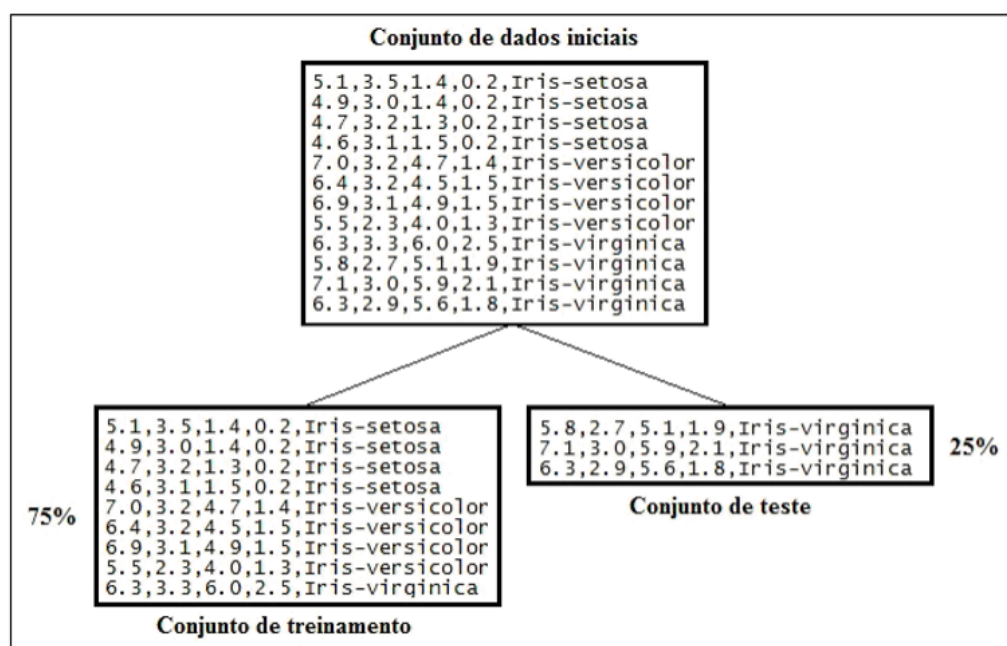 Conjunto de dados iniciais
5.1,3.5,1.4,0.2,Iris-setosa
4.9,3.0,1.4,0.2,Iris-setosa
4.7,3.2,1.3,0.2,Iris-setosa
4.6,3.1,1.5,0.2,Iris-setosa
7.0,3.2,4.7,1.4,Iris-versicolor
6.4,3.2,4.5,1.5,Iris-versicolor
6.9,3.1,4.9,1.5,Iris-versicolor
5.5,2.3,4.0,1.3,Iris-versicolor
6.3,3.3,6.0,2.5,Iris-virginica
5.8,2.7,5.1,1.9,Iris-virginica
7.1,3.0,5.9,2.1,Iris-virginica
6.3,2.9,5.6,1.8,Iris-virginica
75%
5.1,3.5,1.4,0.2,Iris-setosa
4.9,3.0,1.4,0.2,Iris-setosa
4.7,3.2,1.3,0.2,Iris-setosa
4.6,3.1,1.5,0.2,Iris-setosa
7.0,3.2,4.7,1.4,Iris-versicolor
6.4,3.2,4.5,1.5,Iris-versicolor
6.9,3.1,4.9,1.5,Iris-versicolor
5.5,2.3,4.0,1.3,Iris-versicolor
6.3,3.3,6.0,2.5,Iris-virginica
Conjunto de treinamento
5.8,2.7,5.1,1.9,Iris-virginica
7.1,3.0,5.9,2.1,Iris-virginica
6.3,2.9,5.6,1.8,Iris-virginica
25%
Conjunto de teste